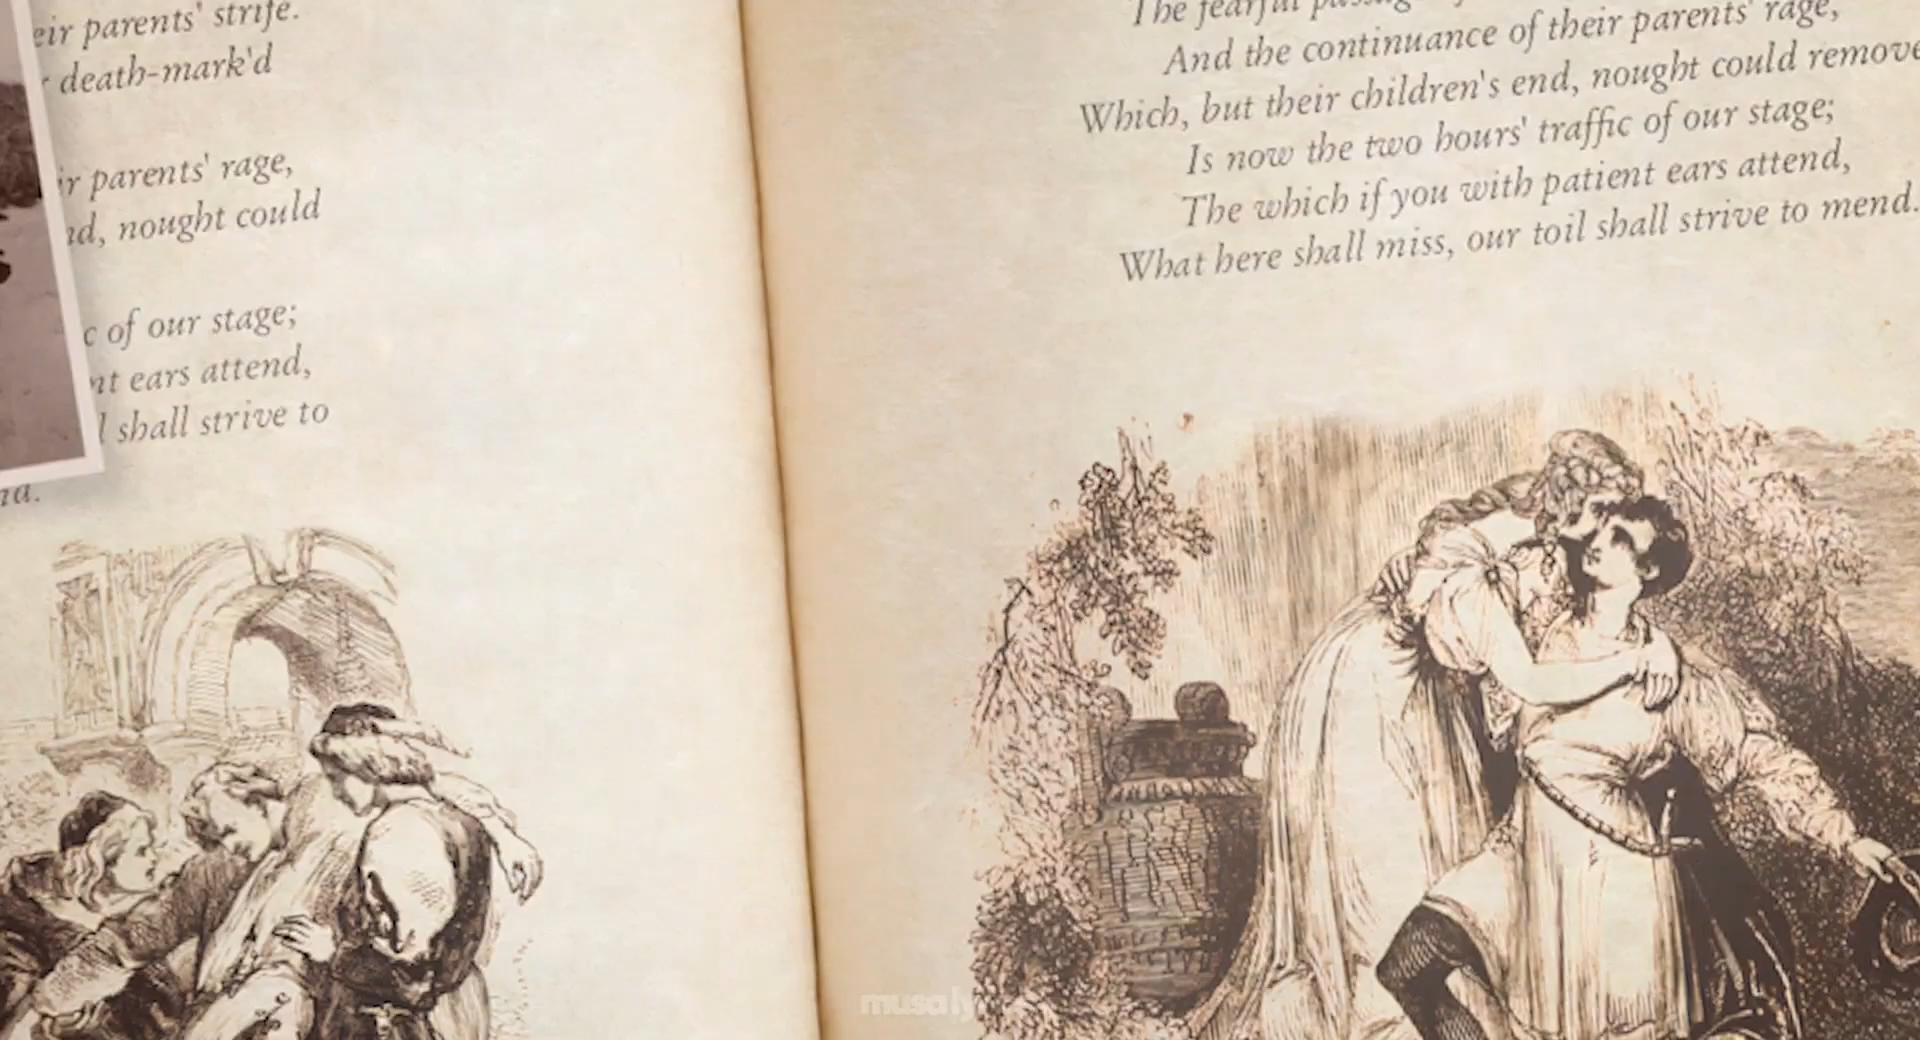 eir parents' strife.
death-mark'd
ir parents' rage,
nd, nought could
c of our stage;
nt ears attend,
l shall strive to
The fearful
And the continuance of their parents' rage,
Which, but their children's end, nought could remove
Is now the two hours' traffic of our stage;
The which if you with patient ears attend,
What here shall miss, our toil shall strive to mend.
musaly